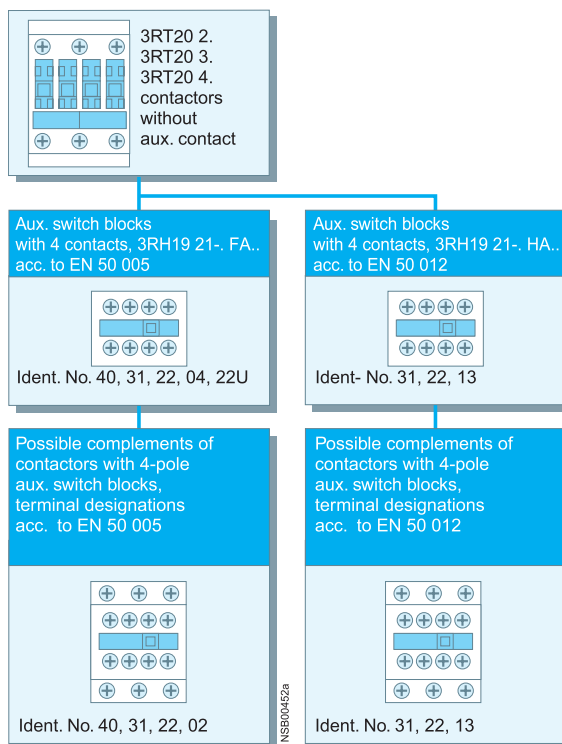 3RT20 2.
3RT20 3.
3RT20 4.
contactors
without
aux. contact
Aux. switch blocks
with 4 contacts, 3RH19 21-. FA..
acc. to EN 50 005
Ident. No. 40, 31, 22, 04, 22U
Aux. switch blocks
with 4 contacts, 3RH19 21-. HA..
acc. to EN 50 012
Ident- No. 31, 22, 13
Possible complements of
contactors with 4-pole
aux. switch blocks,
terminal designations
acc. to EN 50 005
Ident. No. 40, 31, 22, 02
Possible complements of
contactors with 4-pole
aux. switch blocks,
terminal designations
acc. to EN 50 012
Ident. No. 31, 22, 13
NSB00452a